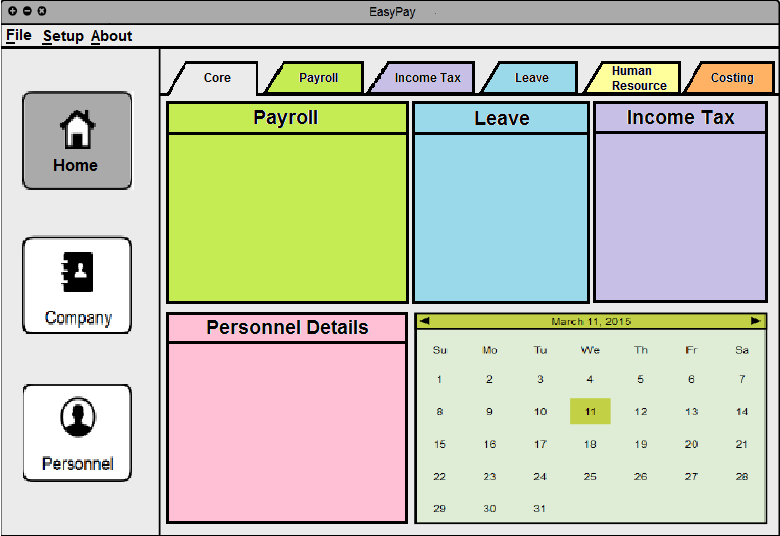 EasyPay
File Setup About
Core Payroll Income Tax Leave Human Resource Costing
Home
Company
Personnel
Payroll Leave Income Tax
Personnel Details
March 11, 2015
Su Mo Tu We Th Fr Sa
1 2 3 4 5 6 7
8 9 10 11 12 13 14
15 16 17 18 19 20 21
22 23 24 25 26 27 28
29 30 31